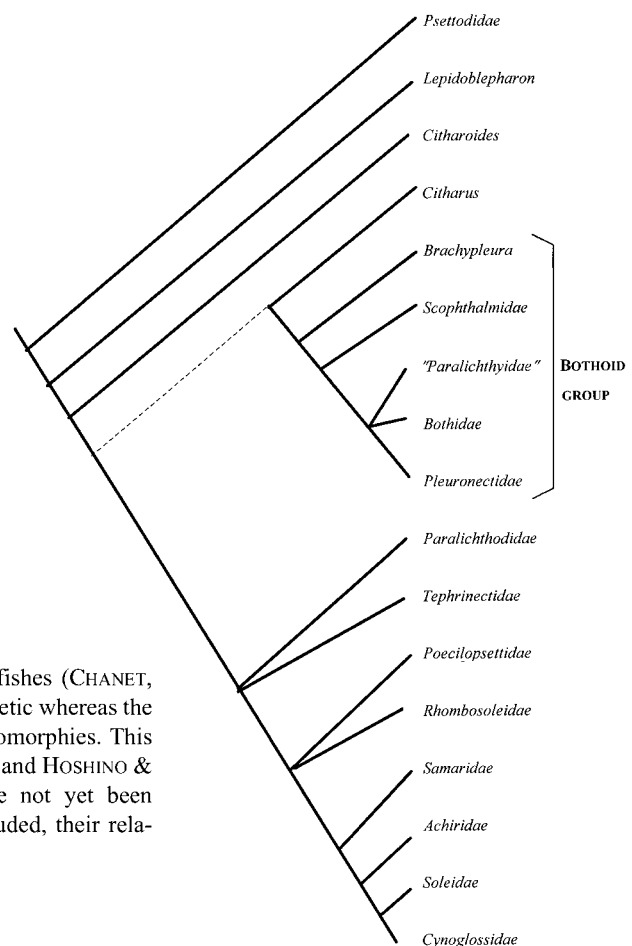 Psettodidae
Lepidoblepharon
Citharoides
Citharus
Brachypleura
Scophthalmidae
"Paralichthyidae"
Bothidae
Pleuronectidae
BOTHOID
GROUP
Paralichthodidae
Tephrinectidae
Poecilopsettidae
Rhombosoleidae
Samaridae
Achiridae
Soleidae
Cynoglossidae
fishes (CHANET,
etic whereas the
omorphies. This
and HOSHINO &
e not yet been
uded, their rela-